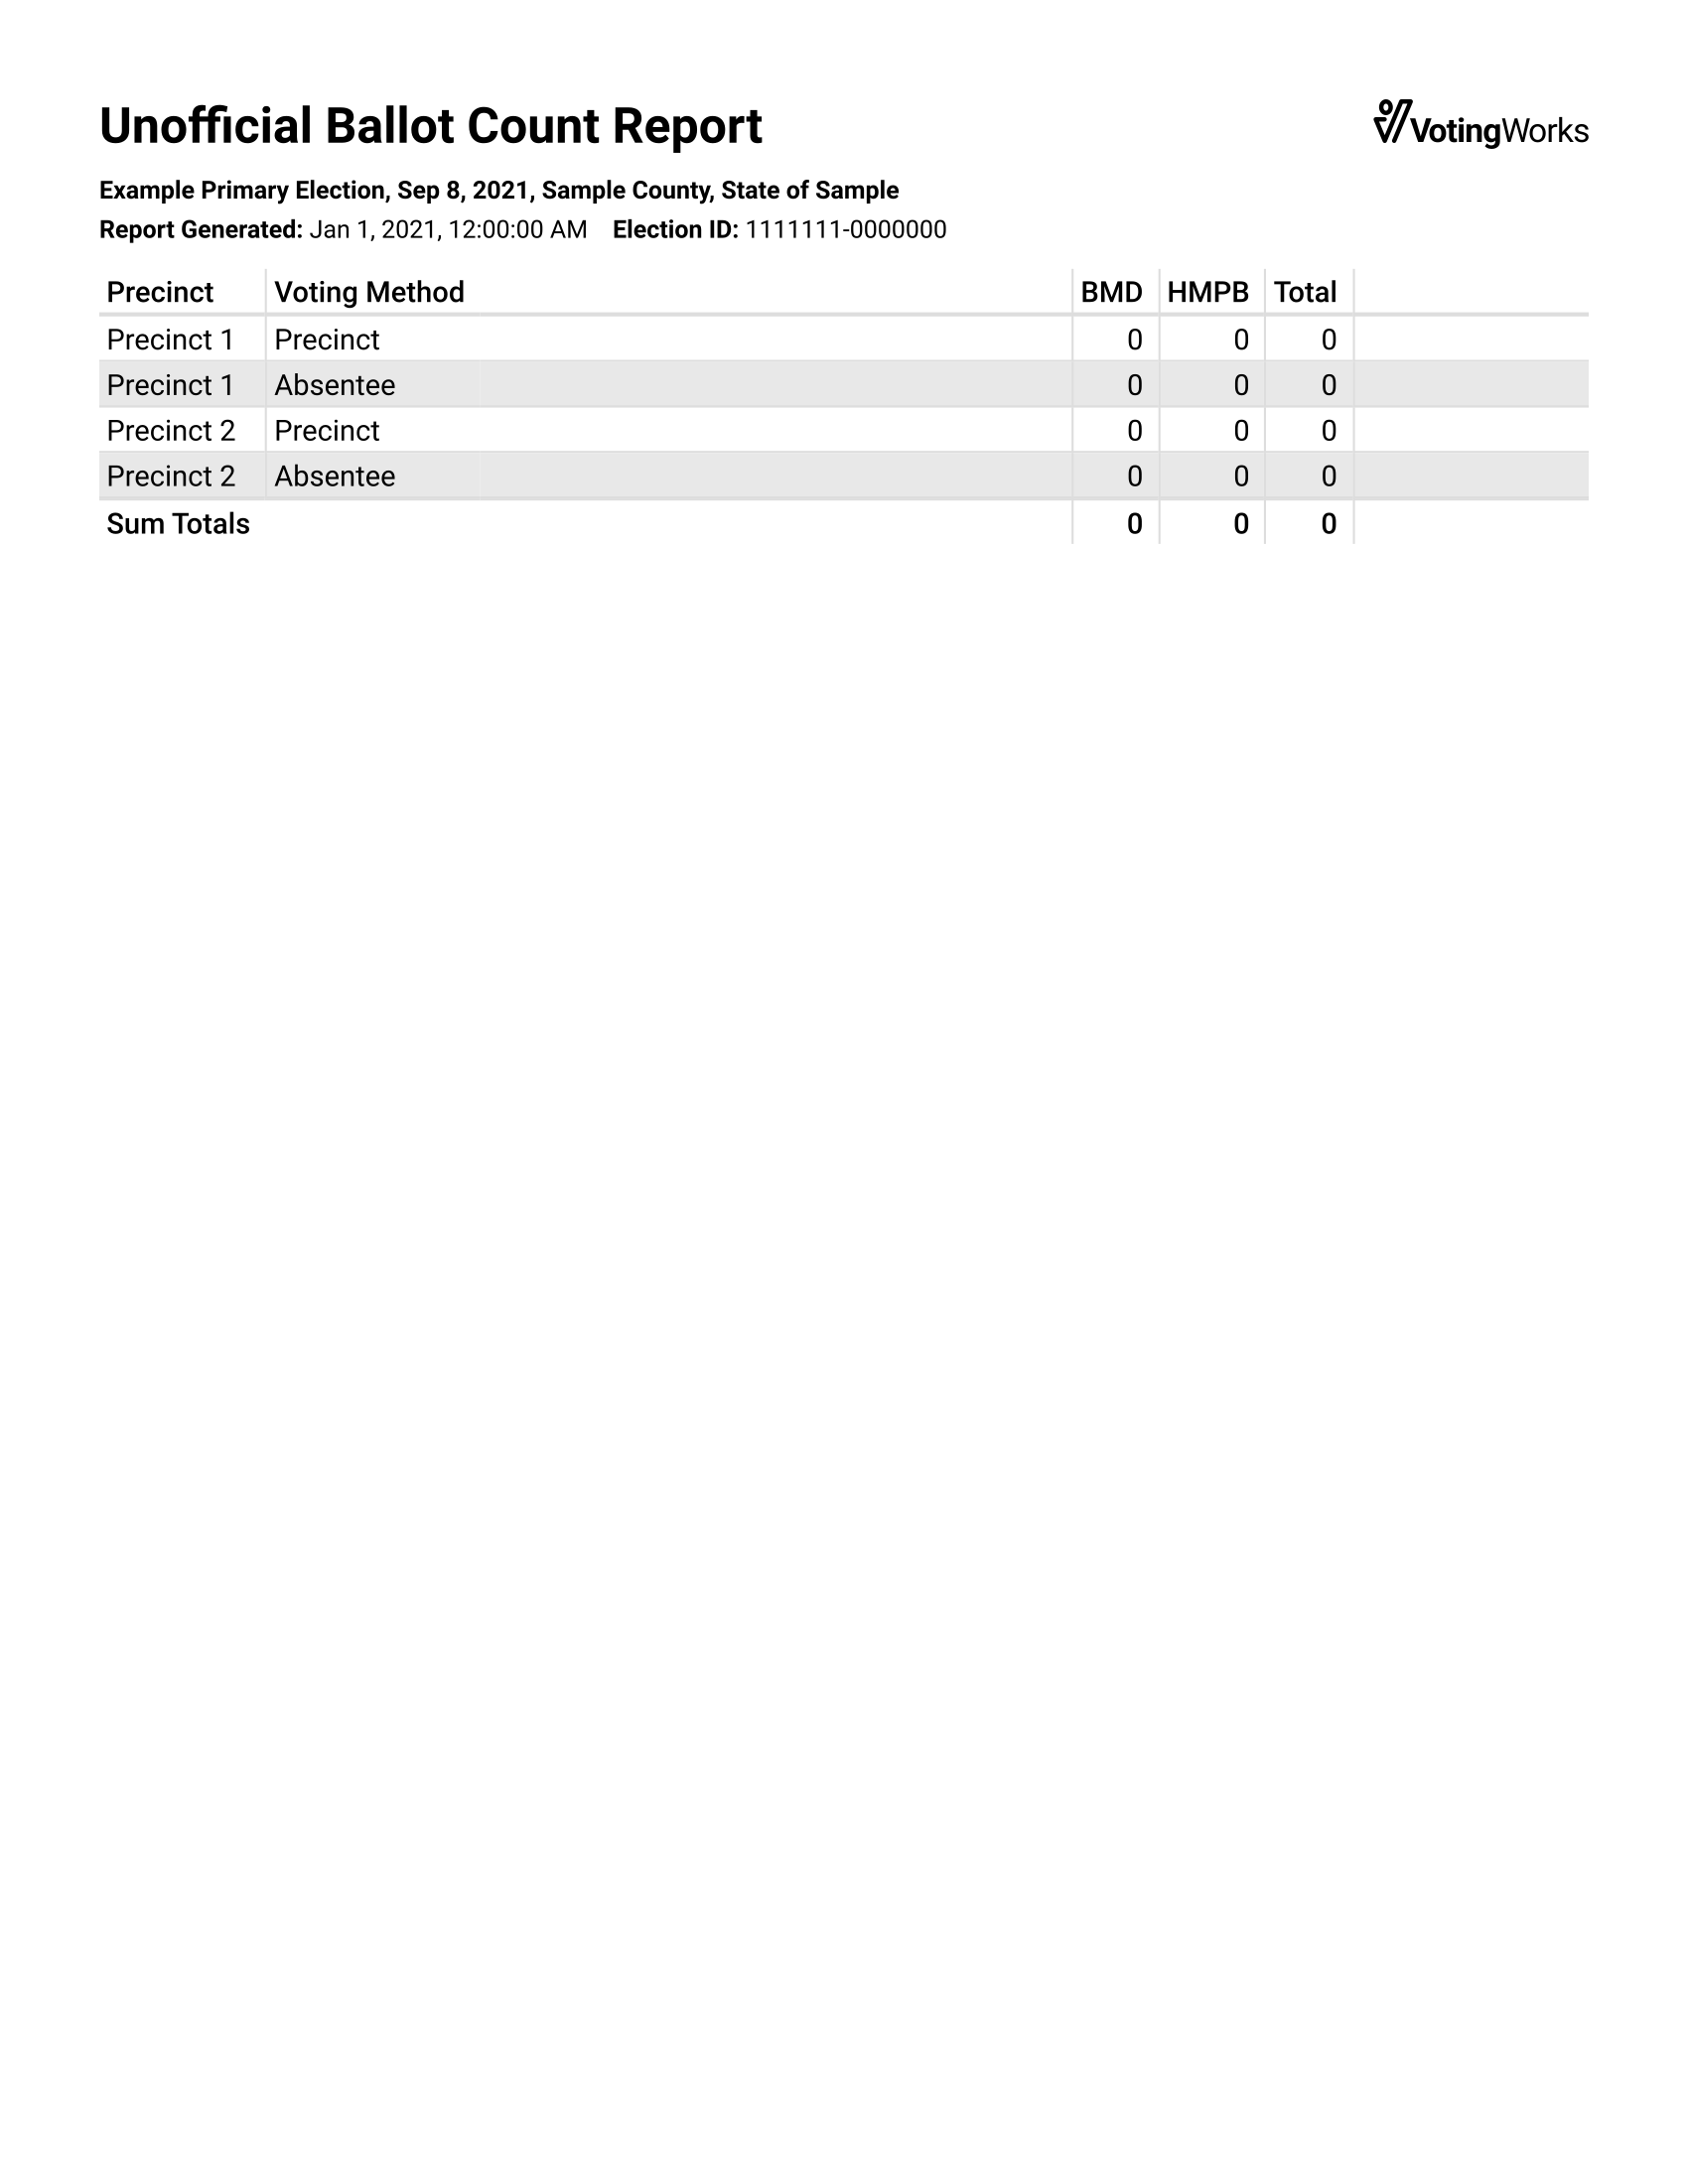 Unofficial Ballot Count Report
VotingWorks
Example Primary Election, Sep 8, 2021, Sample County, State of Sample
Report Generated: Jan 1, 2021, 12:00:00 AM Election ID: 1111111-0000000
Precinct Voting Method BMD HMPB Total
Precinct 1 Precinct 0 0 0
Precinct 1 Absentee 0 0 0
Precinct 2 Precinct 0 0 0
Precinct 2 Absentee 0 0 0
Sum Totals 0 0 0